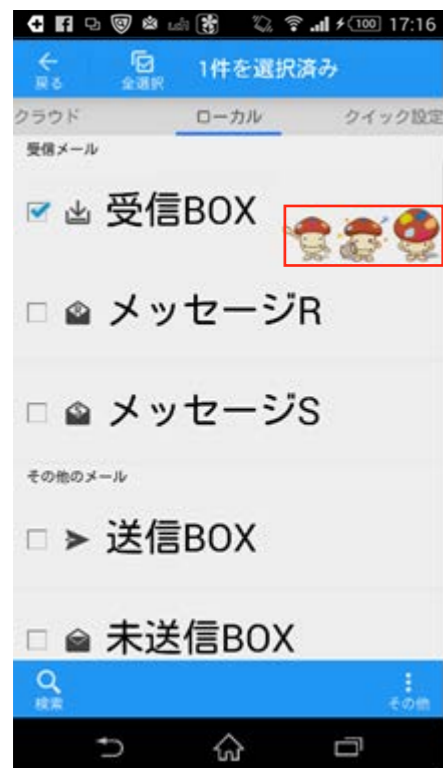 100 17:16
戻る 全選択 1件を選択済み
クラウド ローカル クイック設定
受信メール
受信BOX
メッセージR
メッセージS
その他のメール
送信BOX
未送信BOX
検索 その他